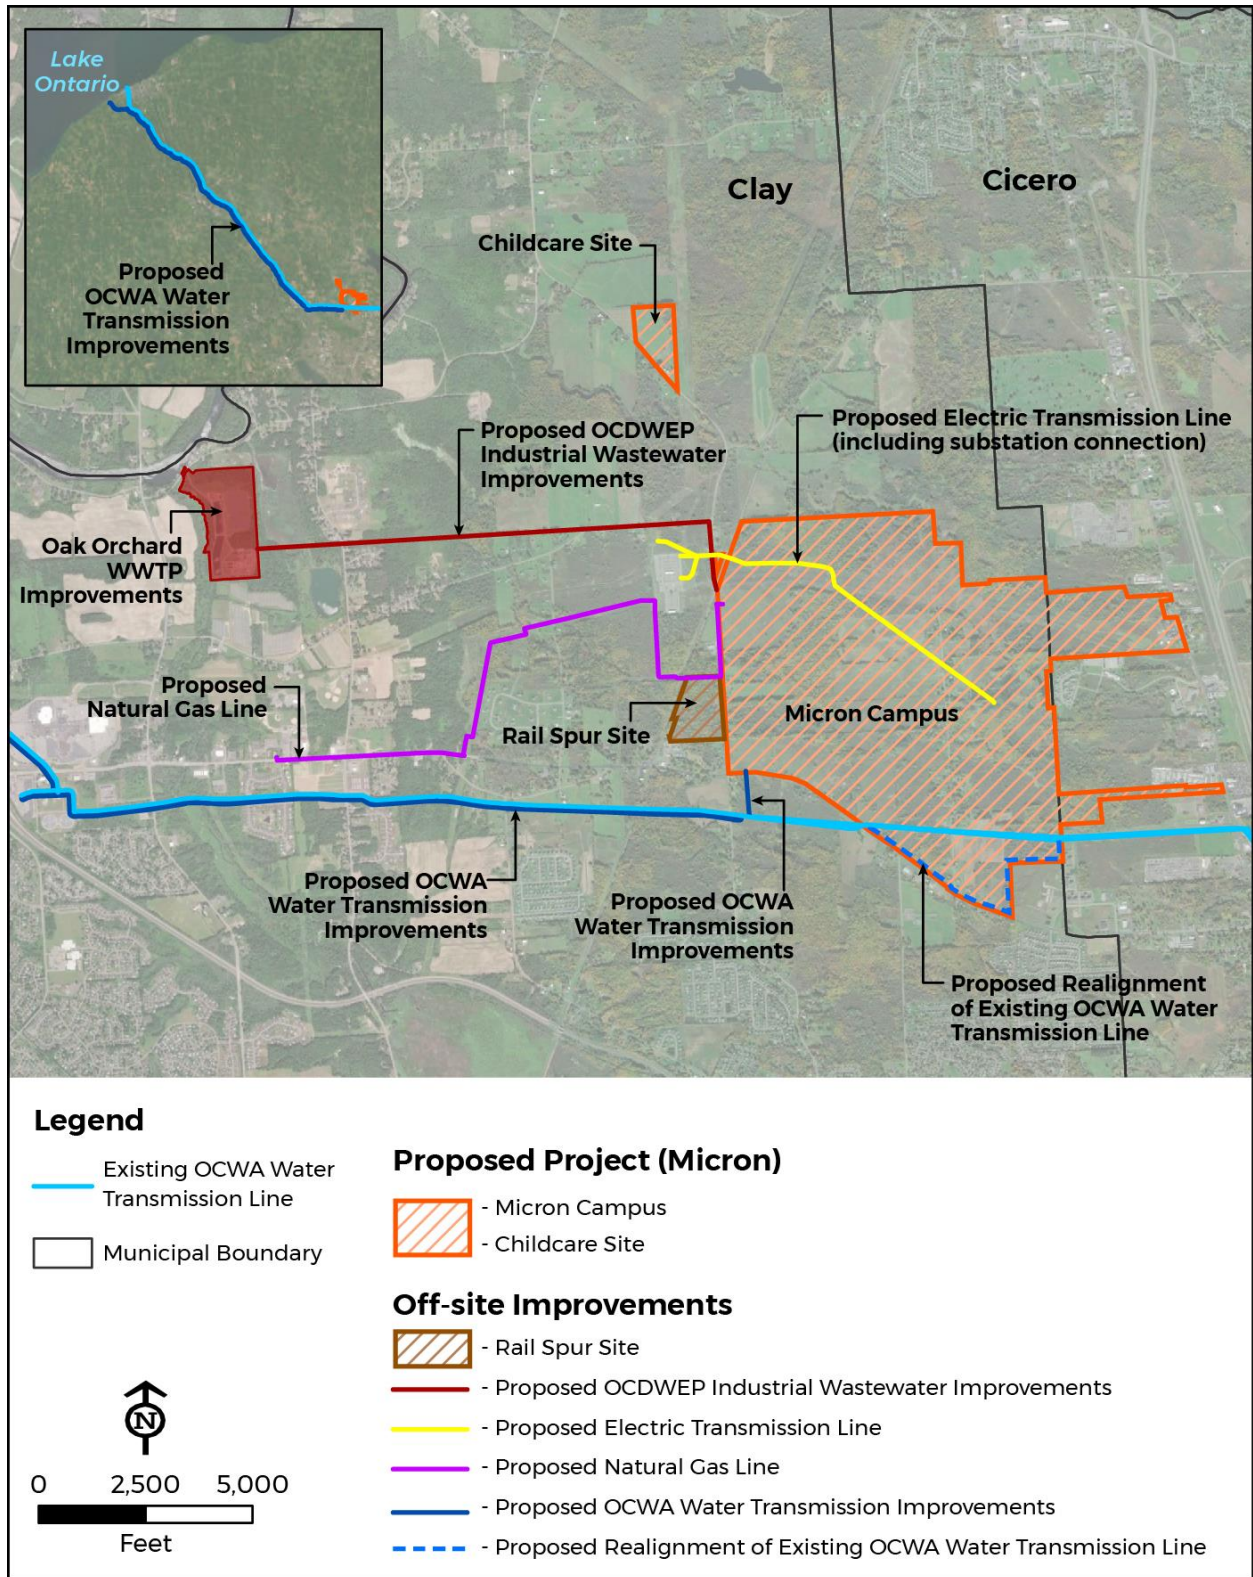 Lake
Ontario
Proposed
OCWA Water
Transmission
Improvements
Clay
Cicero
Childcare Site
Proposed OCDWEP
Industrial Wastewater
Improvements
Proposed Electric Transmission Line
(including substation connection)
Oak Orchard
WWTP
Improvements
Proposed
Natural Gas Line
Rail Spur Site
Micron Campus
Proposed OCWA
Water Transmission
Improvements
Proposed OCWA
Water Transmission
Improvements
Proposed Realignment
of Existing OCWA Water
Transmission Line
Legend
Existing OCWA Water
Transmission Line
Municipal Boundary
N
0 2,500 5,000
Feet
Proposed Project (Micron)
- Micron Campus
- Childcare Site
Off-site Improvements
- Rail Spur Site
- Proposed OCDWEP Industrial Wastewater Improvements
- Proposed Electric Transmission Line
- Proposed Natural Gas Line
- Proposed OCWA Water Transmission Improvements
- Proposed Realignment of Existing OCWA Water Transmission Line